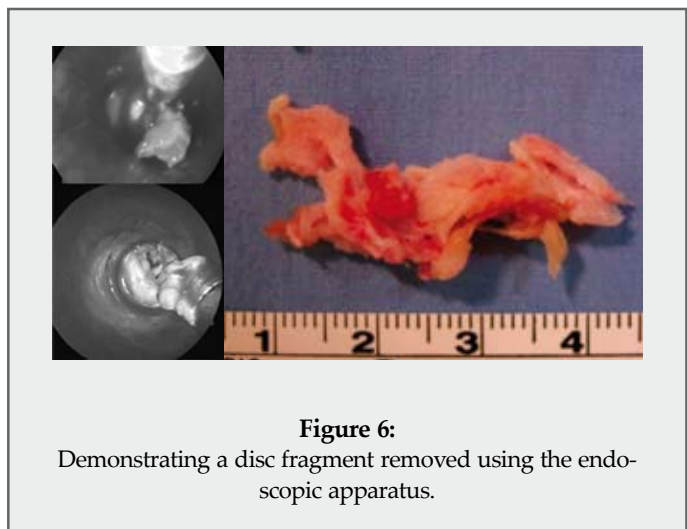 1 2 3 4
Figure 6:
Demonstrating a disc fragment removed using the endo-
scopic apparatus.